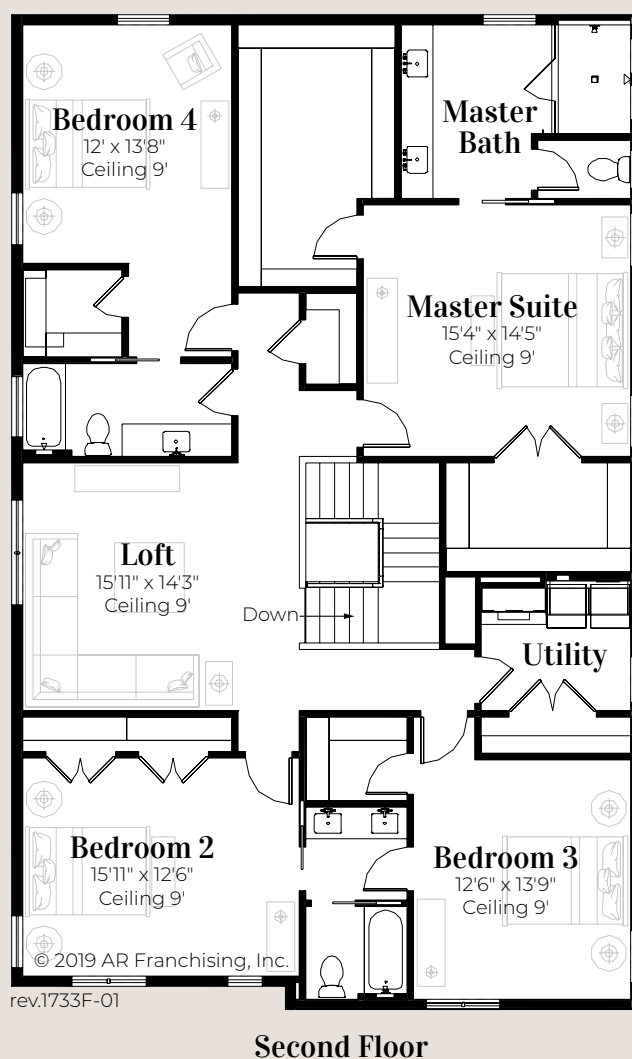 Bedroom 4
12' x 13'8"
Ceiling 9'
Master
Bath
Master Suite
15'4" x 14'5"
Ceiling 9'
Loft
15'11" x 14'3"
Ceiling 9'
Down
Utility
Bedroom 2
15'11" x 12'6"
Ceiling 9'
Bedroom 3
12'6" x 13'9"
Ceiling 9'
© 2019 AR Franchising, Inc.
rev.1733F-01
Second Floor